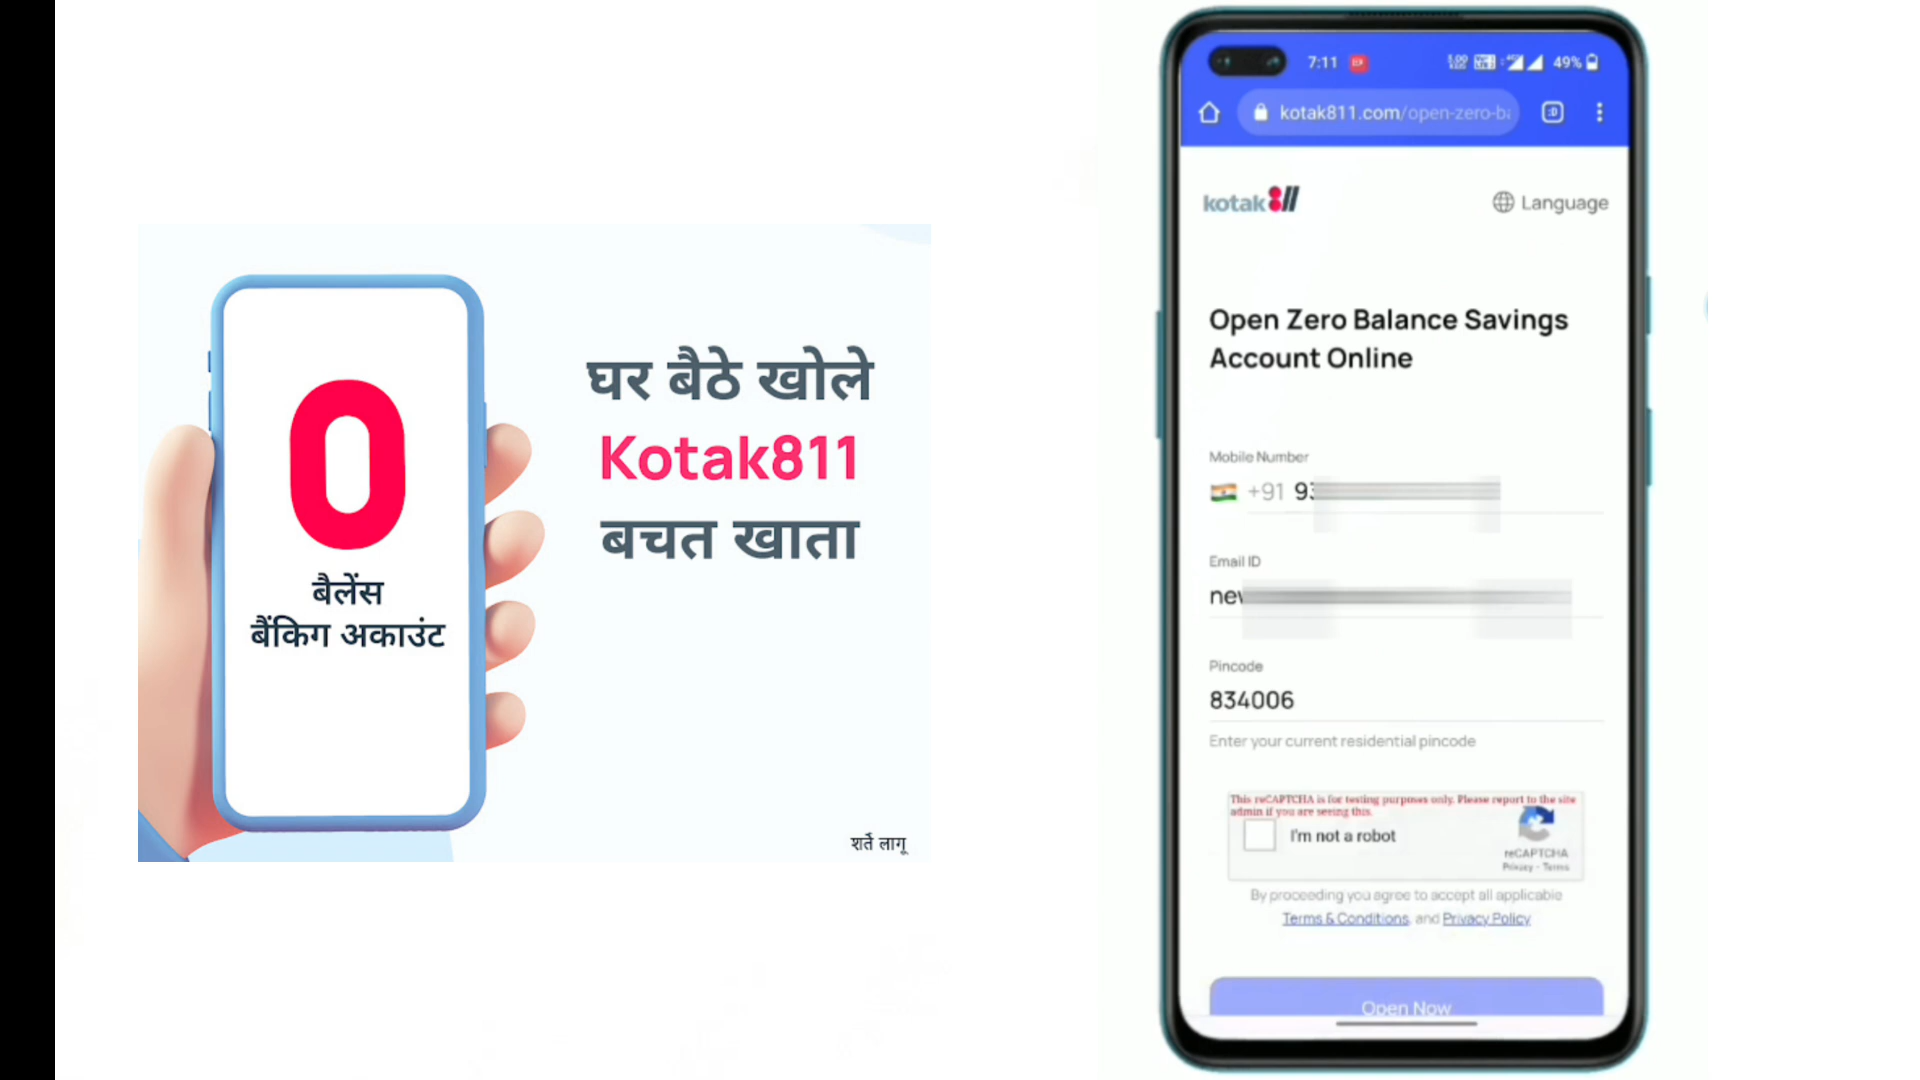 0
बैलेंस
बैंकिग अकाउंट
घर बैठे खोले
Kotak811
बचत खाता
शर्ते लागू
7:11
49%
kotak811.com/open-zero-ba
kotak811
Language
Open Zero Balance Savings
Account Online
Mobile Number
+91 93
Email ID
new
Pincode
834006
Enter your current residential pincode
This reCAPTCHA is for testing purposes only. Please report to the site
admin if you are seeing this.
I'm not a robot
reCAPTCHA
Privacy - Terms
By proceeding you agree to accept all applicable
Terms & Conditions, and Privacy Policy
Open Now